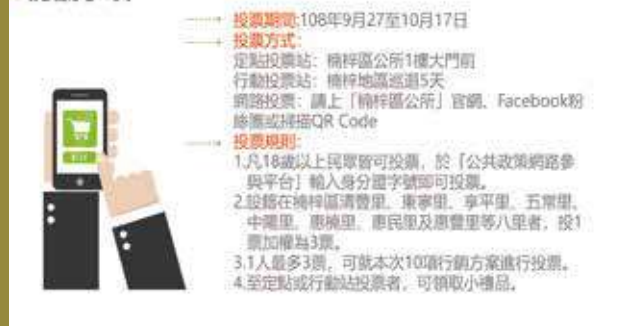 投票期間:108年9月27至10月17日
投票方式:
定點投票站：楠梓區公所1樓大門前
行動投票站：楠梓地區巡迴5天
網路投票：請上「楠梓區公所」官網、Facebook粉
絲團或掃描QR Code
投票規則:
1.凡18歲以上民眾皆可投票，於「公共政策網路參
與平台」輸入身分證字號即可投票。
2.設籍在楠梓區清豐里、東寧里、享平里、五常里、
中陽里、惠楠里、惠民里及惠豐里等八里者，投1
票加權為3票。
3.1人最多3票，可就本次10項行銷方案進行投票。
4.至定點或行動站投票者，可領取小禮品。